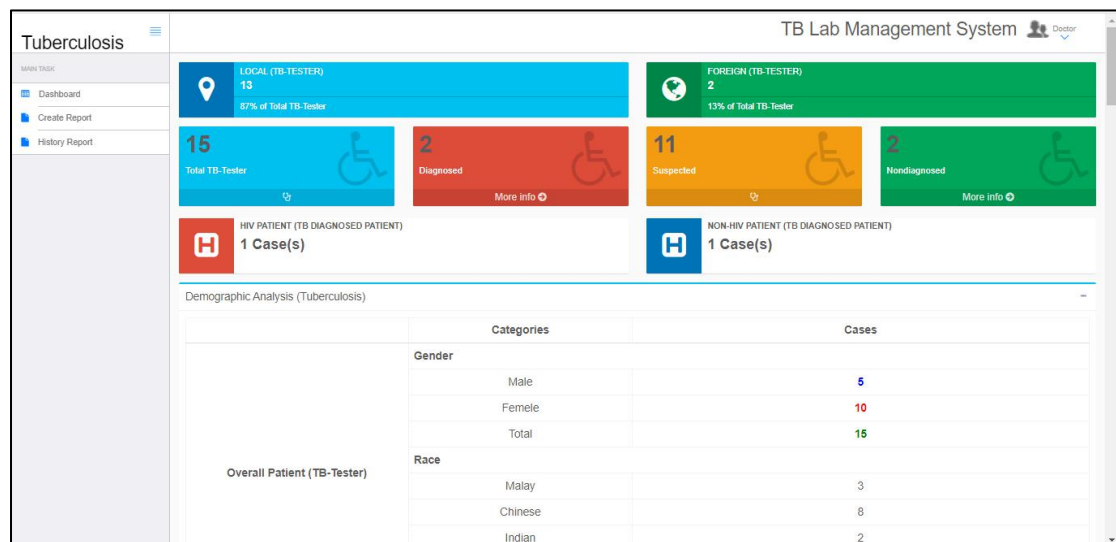 Tuberculosis
TB Lab Management System
Doctor
MAIN TASK
Dashboard
Create Report
History Report
LOCAL (TB-TESTER)
13
87% of Total TB-Tester
FOREIGN (TB-TESTER)
2
13% of Total TB-Tester
15
Total TB-Tester
2
Diagnosed
More info
11
Suspected
2
Nondiagnosed
More info
HIV PATIENT (TB DIAGNOSED PATIENT)
1 Case(s)
NON-HIV PATIENT (TB DIAGNOSED PATIENT)
1 Case(s)
Demographic Analysis (Tuberculosis)
Categories Cases
Gender
Male 5
Femele 10
Total 15
Overall Patient (TB-Tester)
Race
Malay 3
Chinese 8
Indian 2